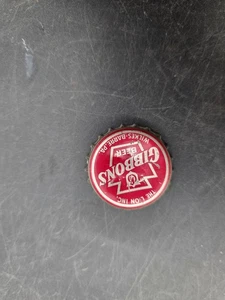 THE LION INC.
GIBBONS
BEER
WILKES-BARRE, PA.